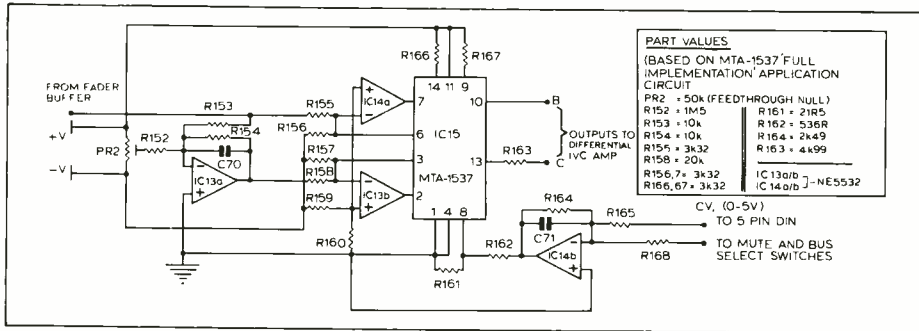 R166
R167
14 11 9
FROM FADER
BUFFER
+V
−V
PR2
R152
R153
R154
C70
IC13a
R155
R156
R157
R158
R159
R160
IC14a
IC13b
7
6
3
2
IC15
MTA-1537
10
13
1 4 8
R161
R163
B
C
OUTPUTS TO
DIFFERENTIAL
IVC AMP
R162
R164
C71
IC14b
R165
R168
CV, (0-5V)
TO 5 PIN DIN
TO MUTE AND BUS
SELECT SWITCHES
PART VALUES
(BASED ON MTA-1537 'FULL
IMPLEMENTATION' APPLICATION
CIRCUIT
PR2 = 50k (FEEDTHROUGH NULL)
R152 = 1M5
R153 = 10k
R154 = 10k
R155 = 3k32
R158 = 20k
R156,7 = 3k32
R166,67 = 3k32
R161 = 21R5
R162 = 536R
R164 = 2k49
R163 = 4k99
IC13a/b
IC14a/b ]-NE5532